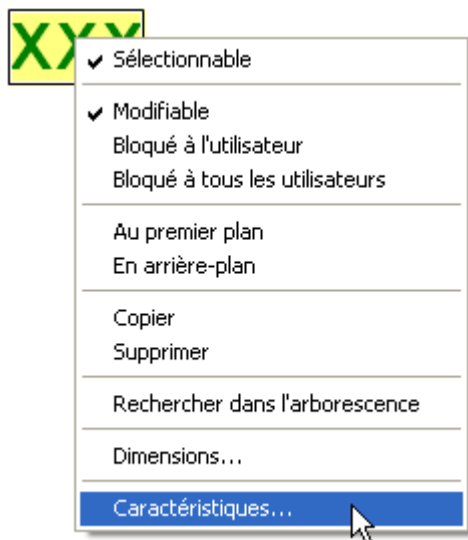 XXX
Sélectionnable
Modifiable
Bloqué à l'utilisateur
Bloqué à tous les utilisateurs
Au premier plan
En arrière-plan
Copier
Supprimer
Rechercher dans l'arborescence
Dimensions...
Caractéristiques...